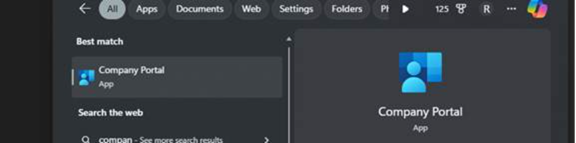 All Apps Documents Web Settings Folders 125 R ...
Best match
Company Portal
App
Search the web
compan - See more search results
Company Portal
App